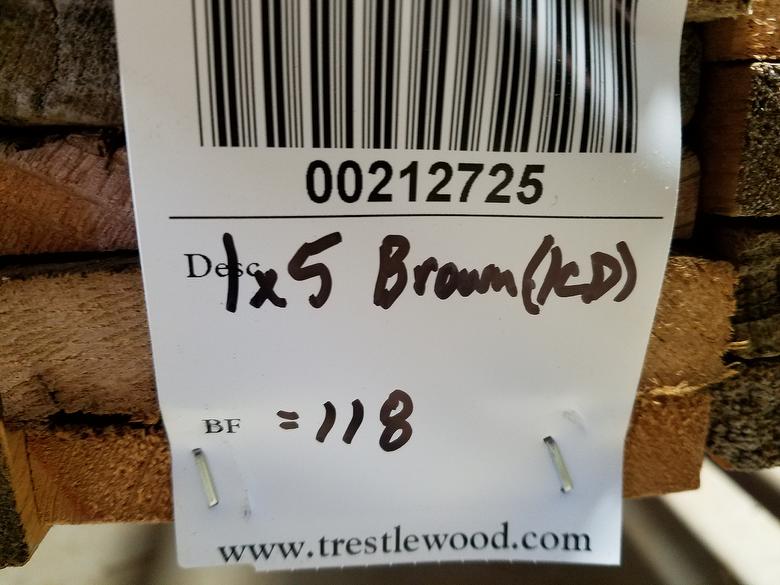 00212725
Desc 1x5 Brown (KD)
BF = 118
www.trestlewood.com